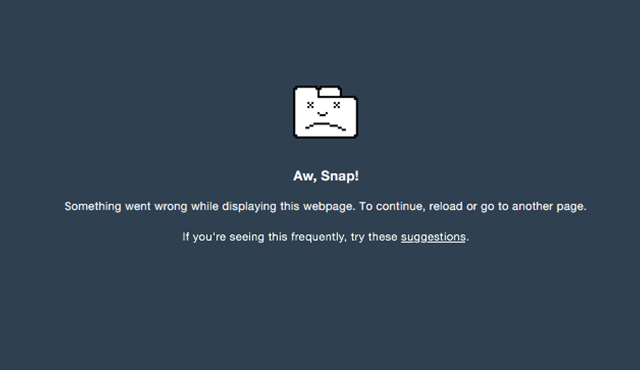 Aw, Snap!
Something went wrong while displaying this webpage. To continue, reload or go to another page.
If you're seeing this frequently, try these suggestions.